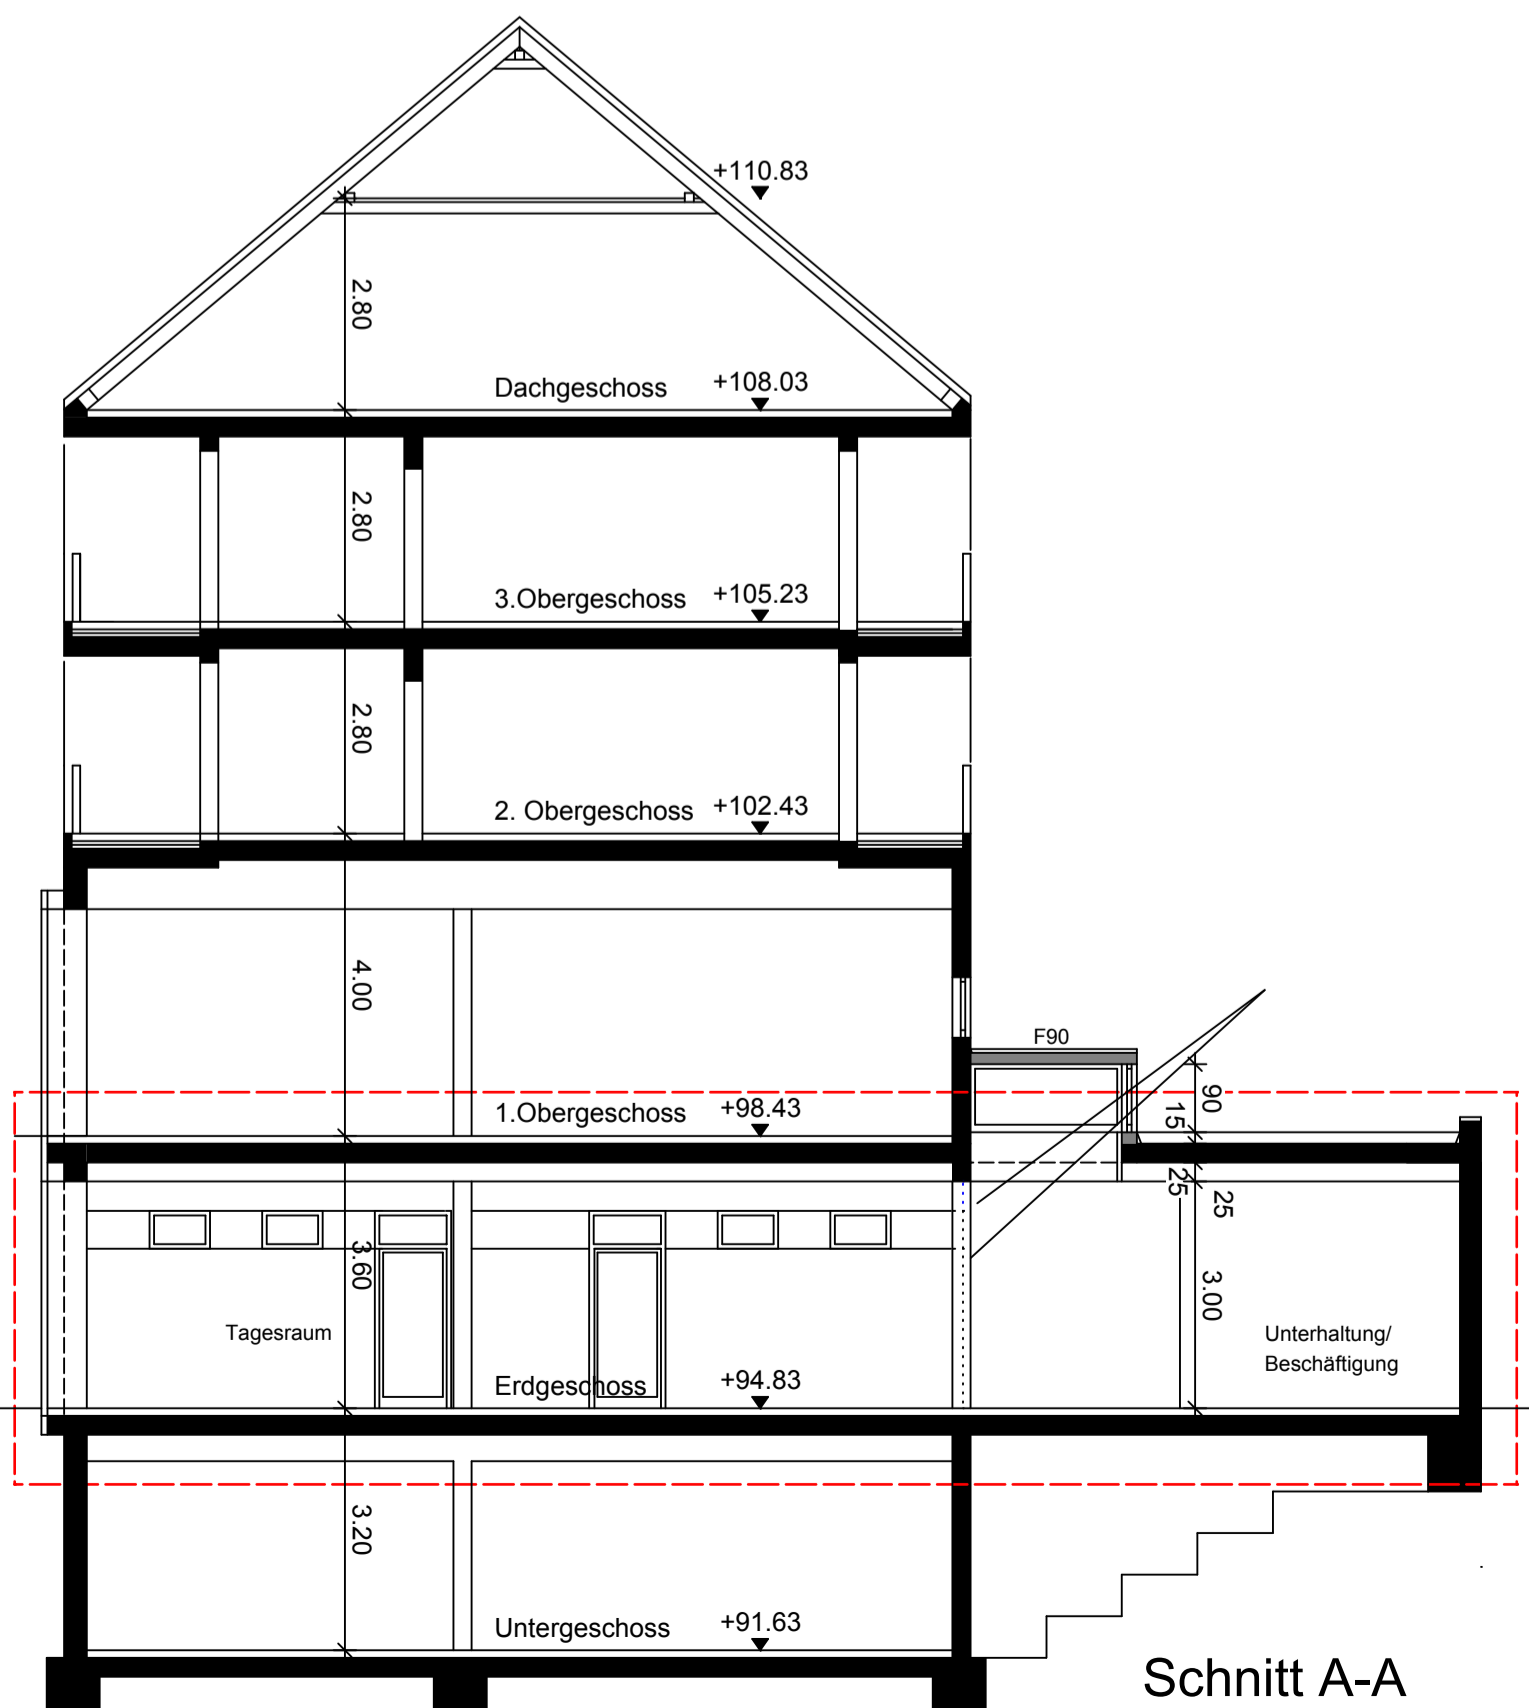 +110.83
2.80
Dachgeschoss +108.03
2.80
3.Obergeschoss +105.23
2.80
2. Obergeschoss +102.43
4.00
F90
90
15
1.Obergeschoss +98.43
25
25
3.60
3.00
Tagesraum
Unterhaltung/
Beschäftigung
Erdgeschoss +94.83
3.20
Untergeschoss +91.63
Schnitt A-A